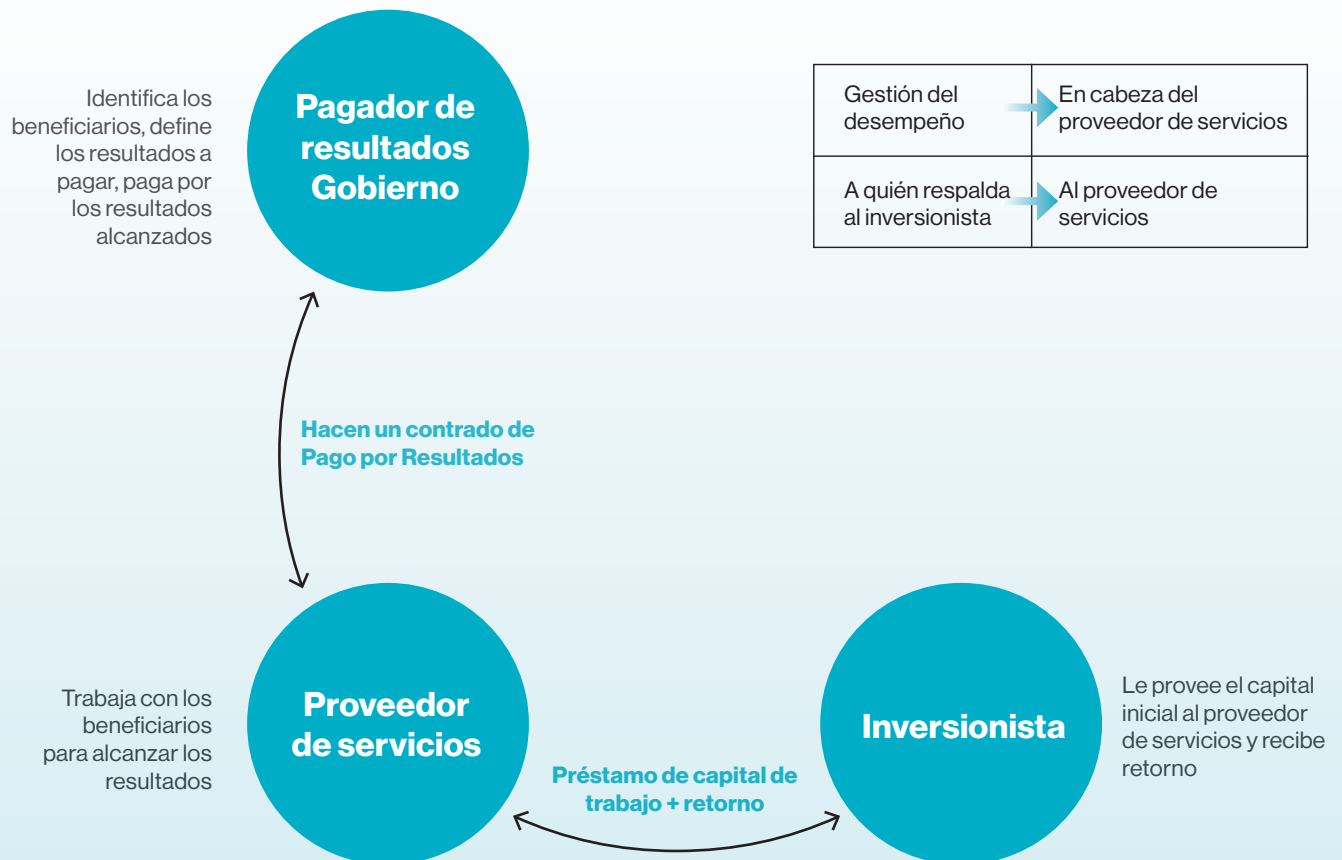 Identifica los
beneficiarios, define
los resultados a
pagar, paga por
los resultados
alcanzados
Pagador de
resultados
Gobierno
Gestión del
desempeño
En cabeza del
proveedor de servicios
A quién respalda
al inversionista
Al proveedor de
servicios
Hacen un contrado de
Pago por Resultados
Trabaja con los
beneficiarios
para alcanzar los
resultados
Proveedor
de servicios
Préstamo de capital de
trabajo + retorno
Inversionista
Le provee el capital
inicial al proveedor
de servicios y recibe
retorno